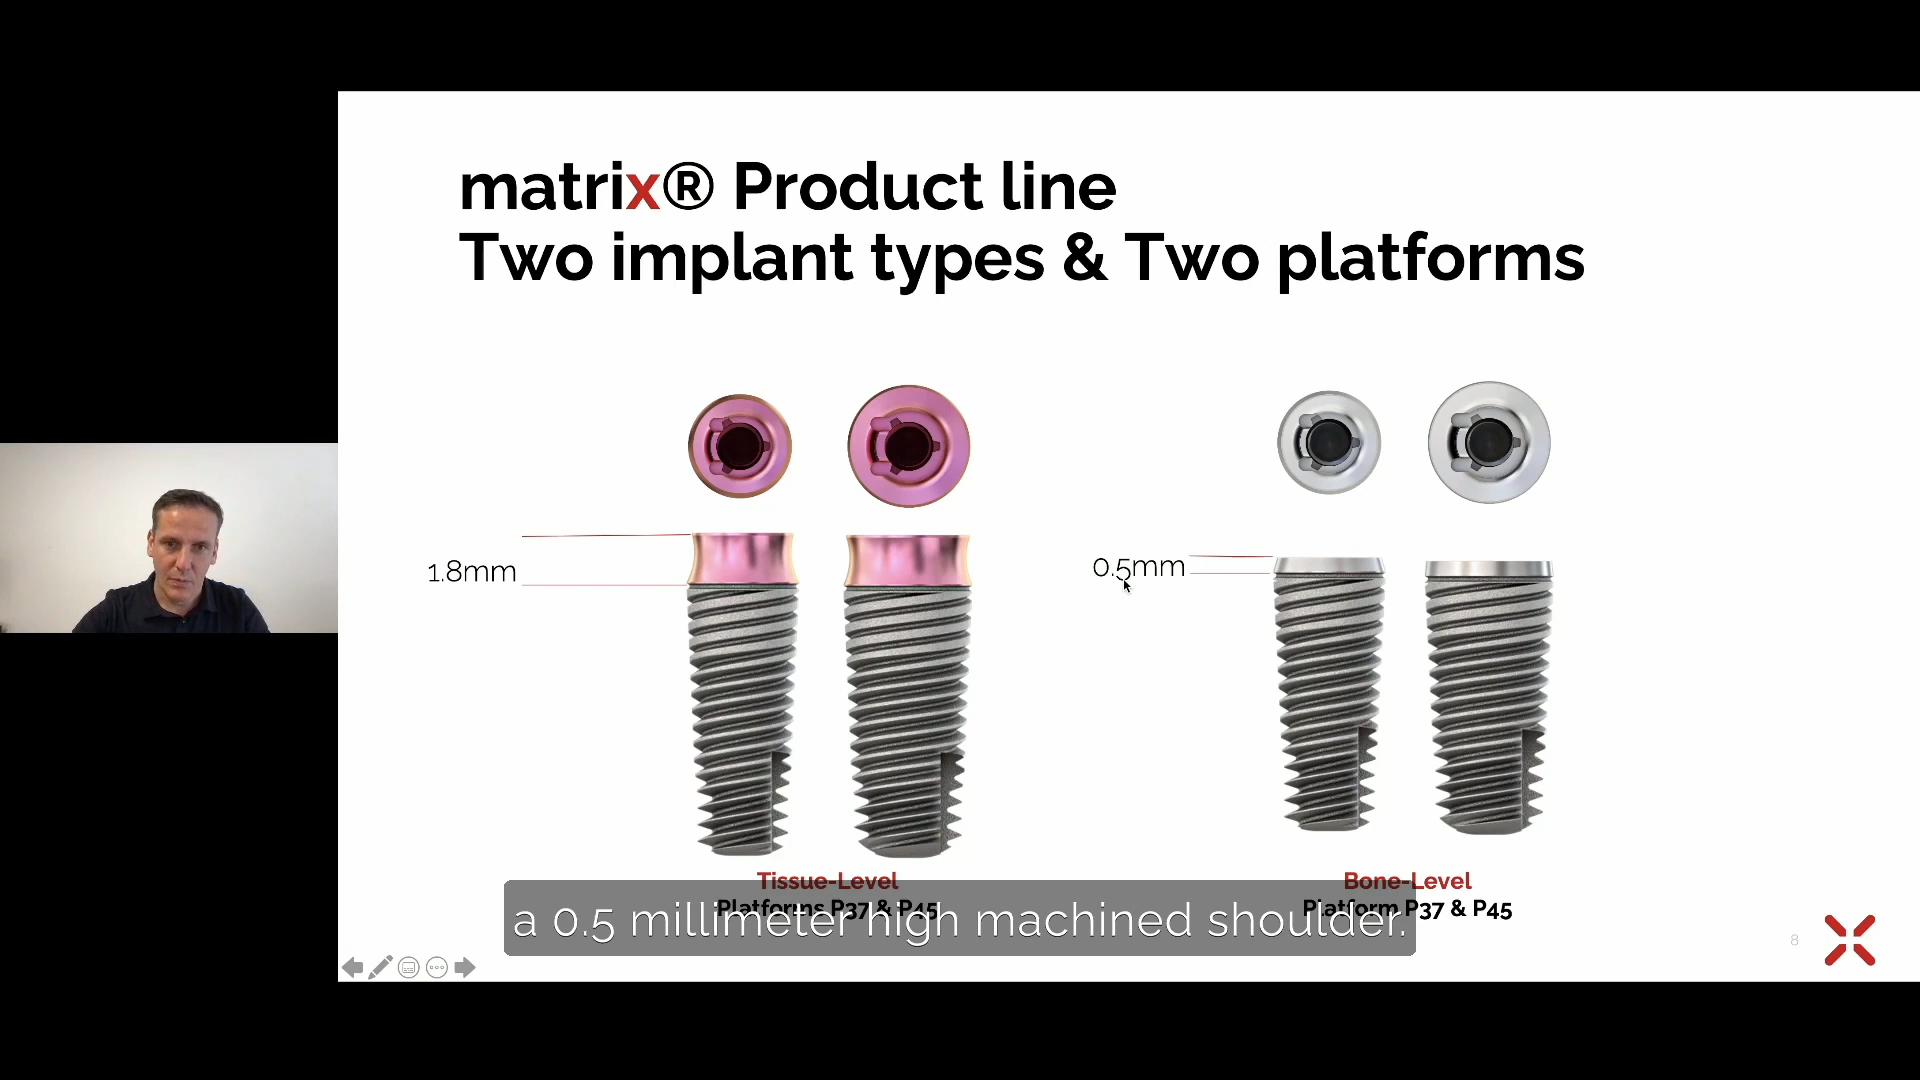 matrix® Product line
Two implant types & Two platforms
1.8mm
0.5mm
Tissue-Level
Platforms P37 & P45
Bone-Level
Platform P37 & P45
a 0.5 millimeter high machined shoulder.
8